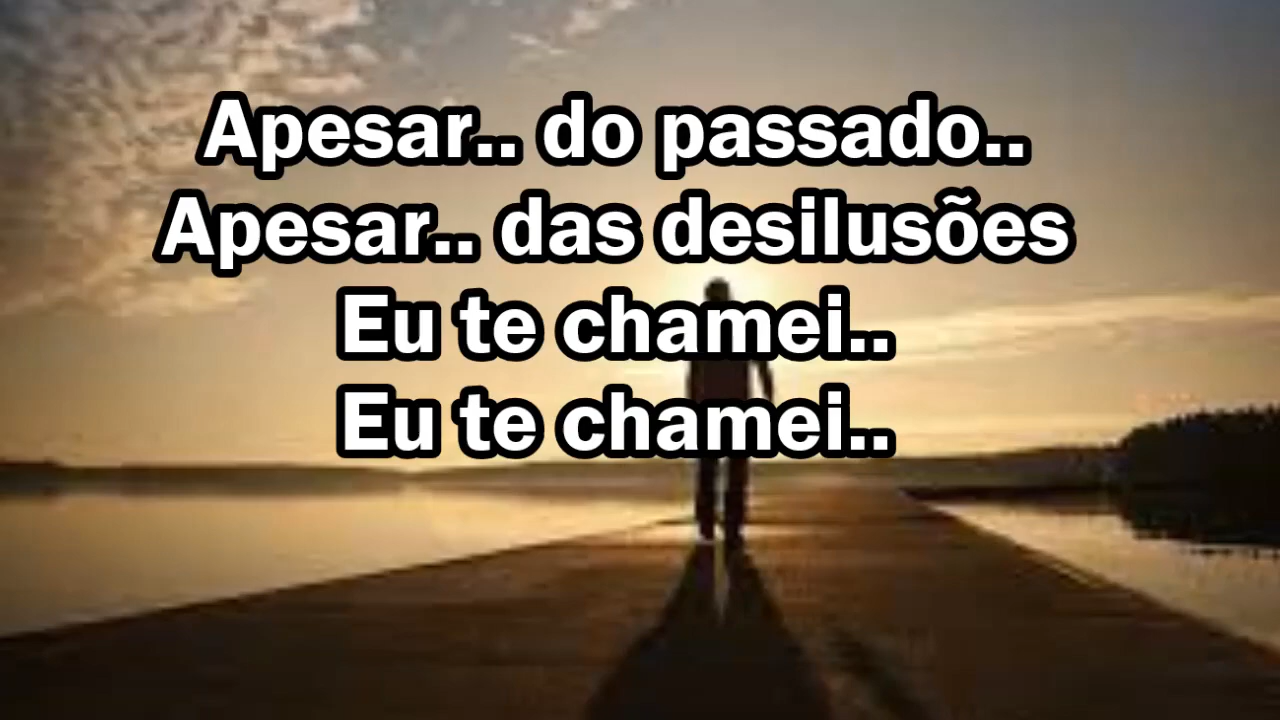 Apesar.. do passado..
Apesar.. das desilusões
Eu te chamei..
Eu te chamei..